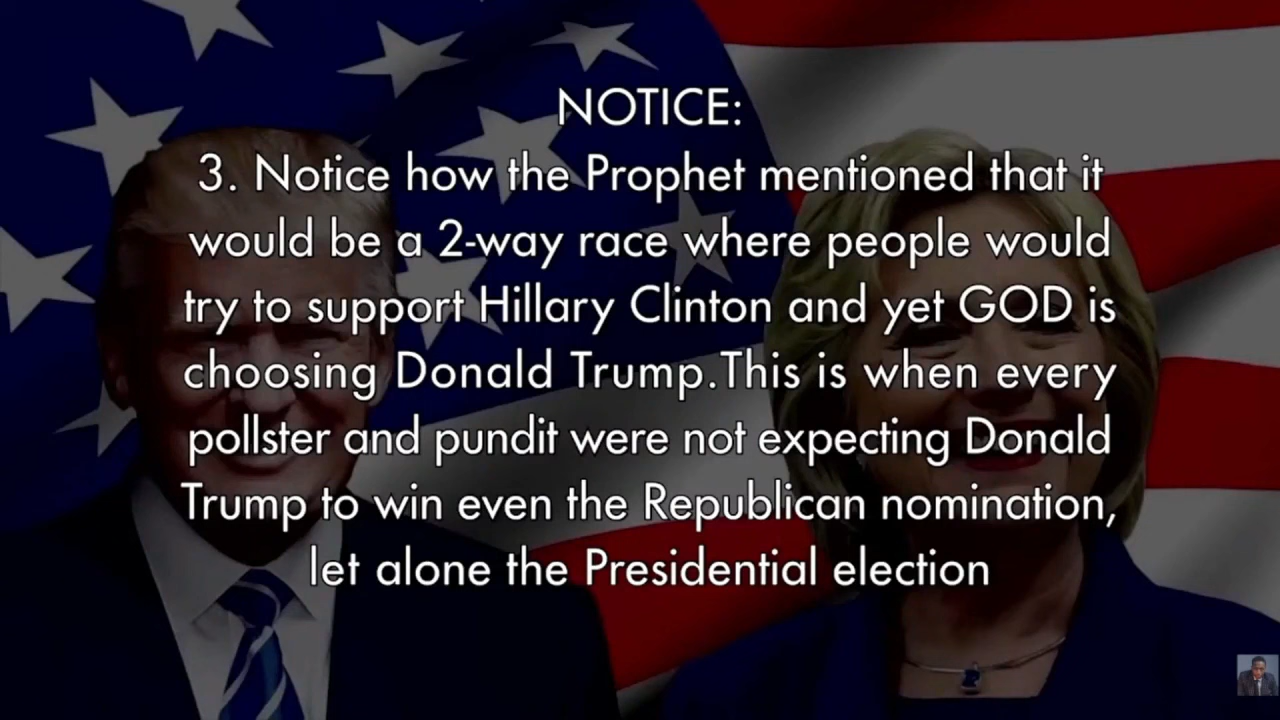 NOTICE:
3. Notice how the Prophet mentioned that it
would be a 2-way race where people would
try to support Hillary Clinton and yet GOD is
choosing Donald Trump.This is when every
pollster and pundit were not expecting Donald
Trump to win even the Republican nomination,
let alone the Presidential election